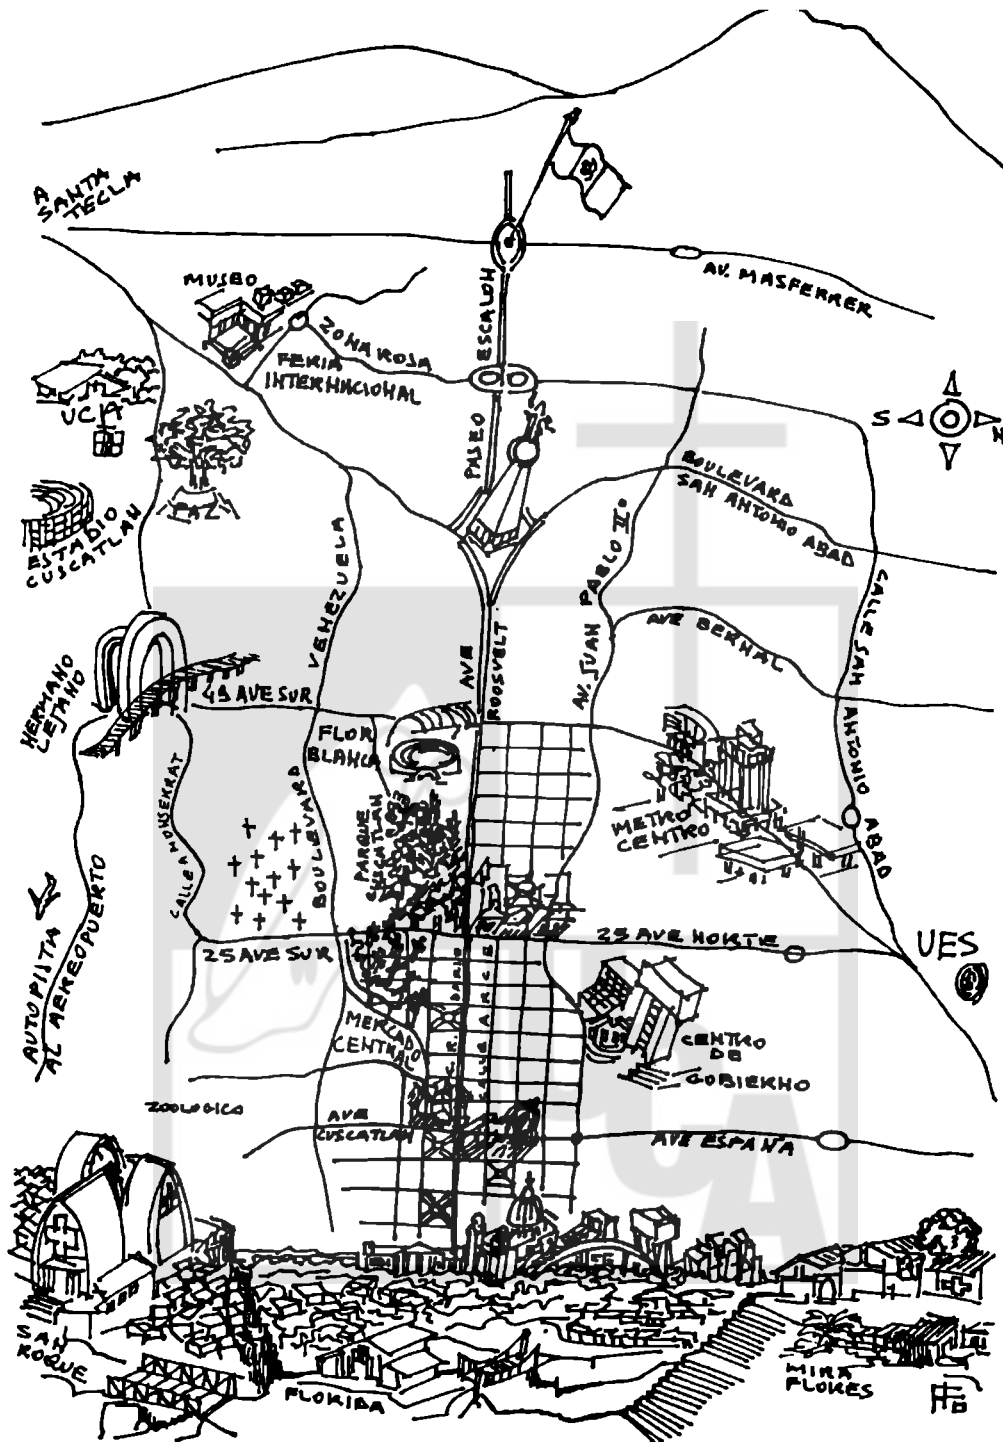 A
SANTA
TECLA
MUSEO
ZONA ROSA
FERIA
INTERNACIONAL
ESCALON
PASEO
AV. MASFERRER
S
N
UCA
PAZ
ESTADIO
CUSCATLAN
BOULEVARD
SAN ANTONIO ABAD
VENEZUELA
AV. JUAN PABLO IIº
AVE BERNAL
CALLE SAN ANTONIO ABAD
AVE
ROOSVELT
HERMANO
LEJANO
49 AVE SUR
FLOR
BLANCA
METRO
CENTRO
CALLE A MONSERRAT
BOULEVARD
PARQUE
CUSCATLAN
AUTOPISTA
AL AEREOPUERTO
25 AVE SUR
25 AVE NORTE
UES
C. R. DARIO
CALLE ARCE
MERCADO
CENTRAL
CENTRO
DE
GOBIERNO
ZOOLOGICO
AVE
CUSCATLAN
AVE ESPAÑA
UCA
SAN
ROQUE
FLORIDA
MIRA
FLORES